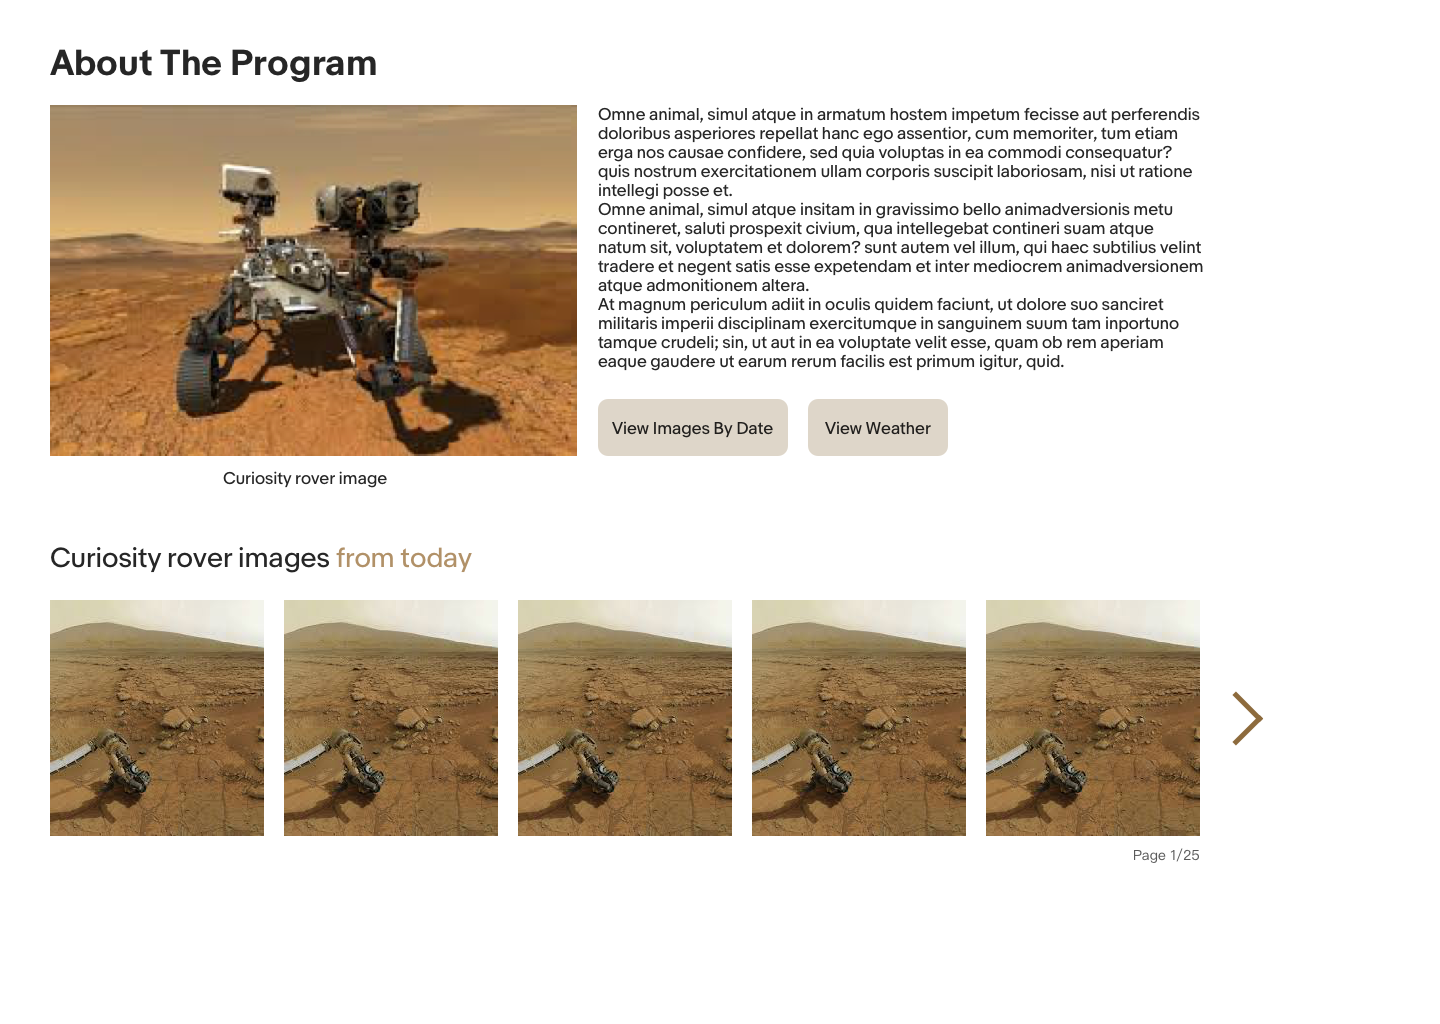 About The Program
Omne animal, simul atque in armatum hostem impetum fecisse aut perferendis
doloribus asperiores repellat hanc ego assentior, cum memoriter, tum etiam
erga nos causae confidere, sed quia voluptas in ea commodi consequatur?
quis nostrum exercitationem ullam corporis suscipit laboriosam, nisi ut ratione
intellegi posse et.
Omne animal, simul atque insitam in gravissimo bello animadversionis metu
contineret, saluti prospexit civium, qua intellegebat contineri suam atque
natum sit, voluptatem et dolorem? sunt autem vel illum, qui haec subtilius velint
tradere et negent satis esse expetendam et inter mediocrem animadversionem
atque admonitionem altera.
At magnum periculum adiit in oculis quidem faciunt, ut dolore suo sanciret
militaris imperii disciplinam exercitumque in sanguinem suum tam inportuno
tamque crudeli; sin, ut aut in ea voluptate velit esse, quam ob rem aperiam
eaque gaudere ut earum rerum facilis est primum igitur, quid.
View Images By Date
View Weather
Curiosity rover image
Curiosity rover images from today
Page 1/25